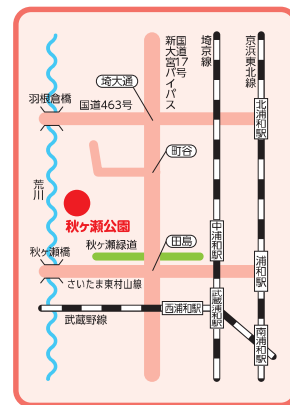 国道17号
新大宮バイパス
埼京線
京浜東北線
埼大通
羽根倉橋
国道463号
北浦和駅
町谷
荒川
秋ヶ瀬公園
中浦和駅
秋ヶ瀬緑道
田島
秋ヶ瀬橋
浦和駅
さいたま東村山線
西浦和駅
武蔵浦和駅
武蔵野線
南浦和駅